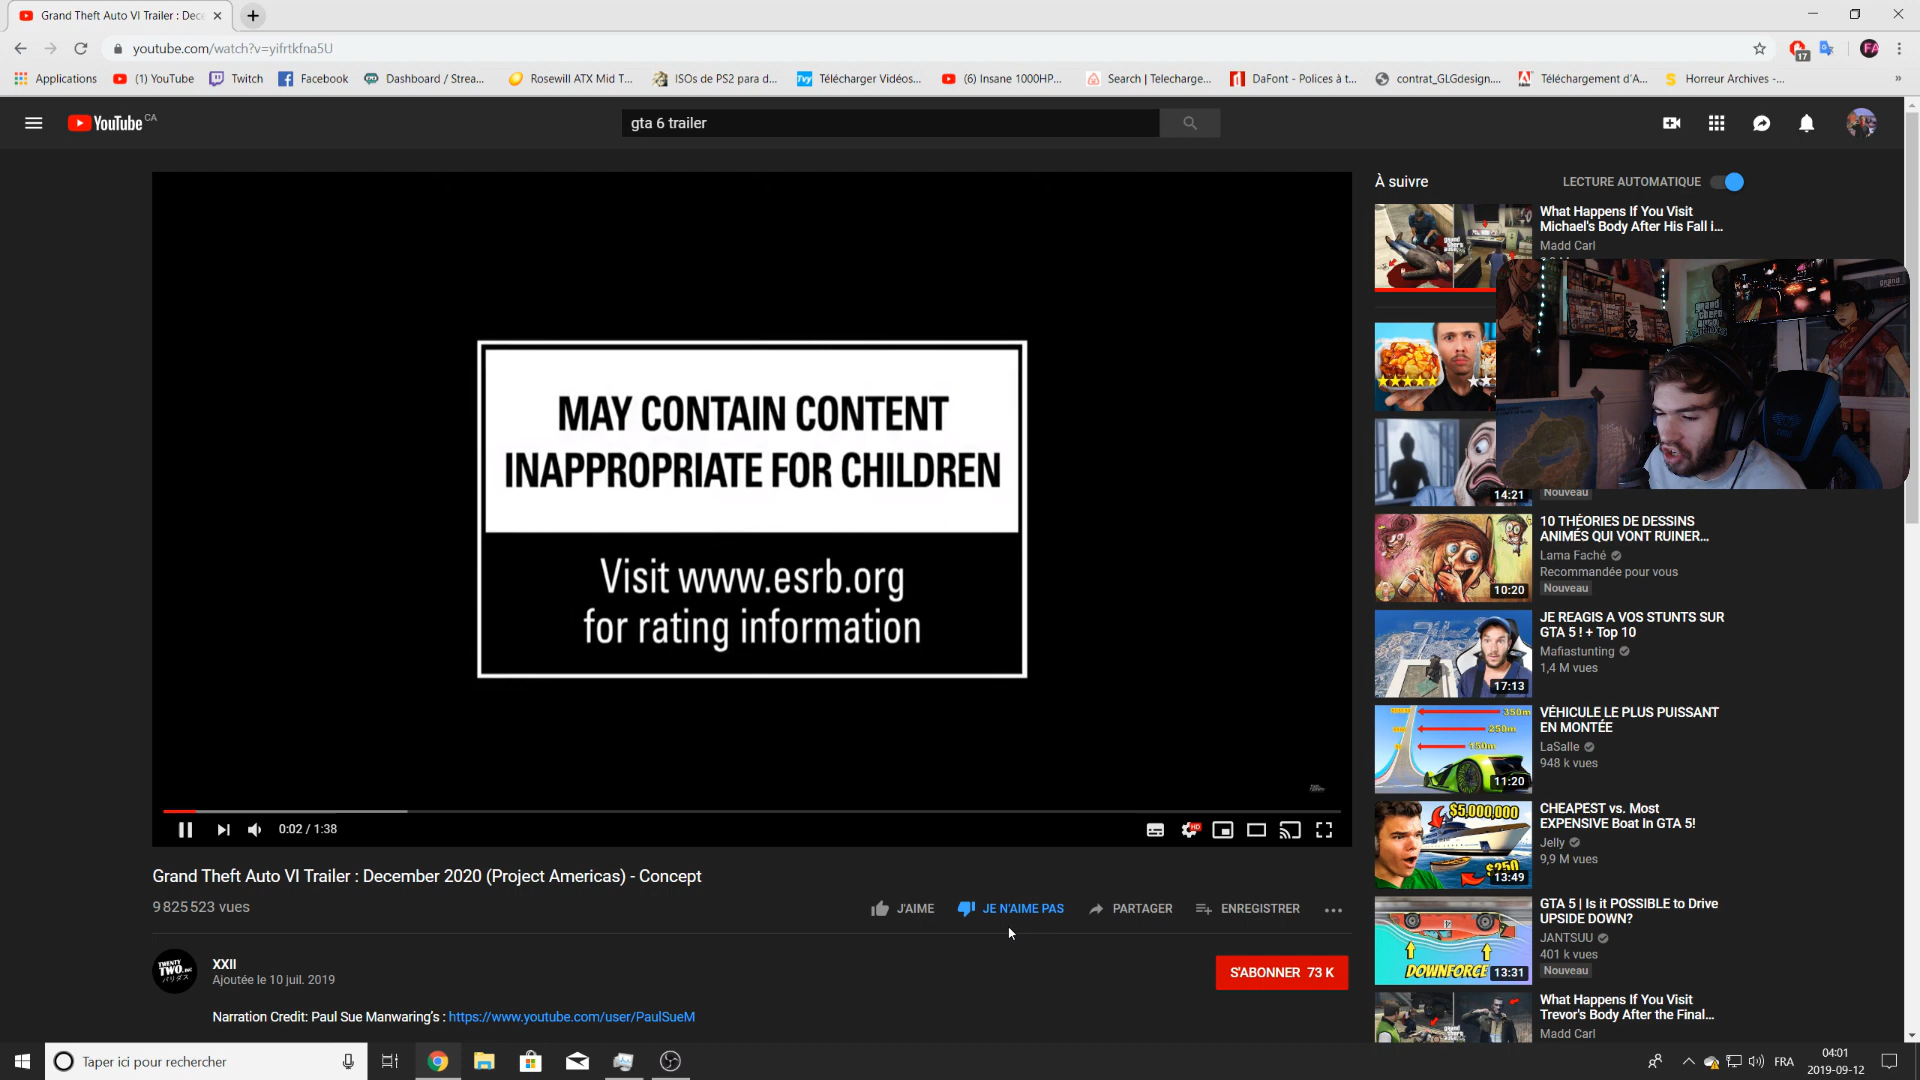 Grand Theft Auto VI Trailer : Dec
youtube.com/watch?v=yifrtkfna5U
17
FA
Applications
(1) YouTube
Twitch
Facebook
Dashboard / Strea...
Rosewill ATX Mid T...
ISOs de PS2 para d...
Télécharger Vidéos...
(6) Insane 1000HP...
Search | Telecharge...
DaFont - Polices à t...
contrat_GLGdesign....
Téléchargement d'A...
Horreur Archives -...
YouTube CA
gta 6 trailer
MAY CONTAIN CONTENT
INAPPROPRIATE FOR CHILDREN
Visit www.esrb.org
for rating information
0:02 / 1:38
HD
Grand Theft Auto VI Trailer : December 2020 (Project Americas) - Concept
9 825 523 vues
J'AIME
JE N'AIME PAS
PARTAGER
ENREGISTRER
TWENTY
TWO.
XXII
Ajoutée le 10 juil. 2019
S'ABONNER 73 K
Narration Credit: Paul Sue Manwaring's : https://www.youtube.com/user/PaulSueM
À suivre
LECTURE AUTOMATIQUE
What Happens If You Visit
Michael's Body After His Fall i...
Madd Carl
14:21
Nouveau
10:20
10 THÉORIES DE DESSINS
ANIMÉS QUI VONT RUINER...
Lama Faché
Recommandée pour vous
Nouveau
17:13
JE REAGIS A VOS STUNTS SUR
GTA 5 ! + Top 10
Mafiastunting
1,4 M vues
350m
250m
150m
11:20
VÉHICULE LE PLUS PUISSANT
EN MONTÉE
LaSalle
948 k vues
$5,000,000
$250
13:49
CHEAPEST vs. Most
EXPENSIVE Boat In GTA 5!
Jelly
9,9 M vues
DOWNFORCE
13:31
GTA 5 | Is it POSSIBLE to Drive
UPSIDE DOWN?
JANTSUU
401 k vues
Nouveau
What Happens If You Visit
Trevor's Body After the Final...
Madd Carl
Taper ici pour rechercher
FRA
04:01
2019-09-12